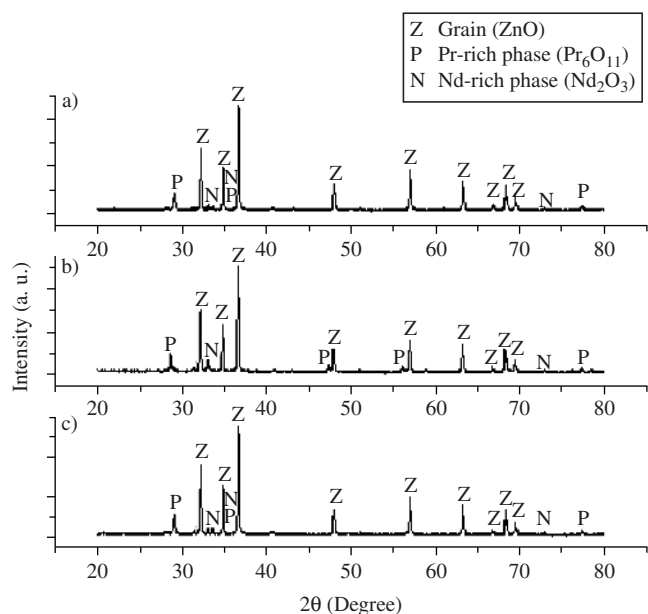 Z Grain (ZnO)
P Pr-rich phase (Pr₆O₁₁)
N Nd-rich phase (Nd₂O₃)
a)
P Z N Z N P Z Z Z Z Z Z Z N P
20 30 40 50 60 70 80
b)
P Z N Z Z P Z P Z Z Z Z Z N P
20 30 40 50 60 70 80
c)
P Z N Z N P Z Z Z Z Z Z Z N P
20 30 40 50 60 70 80
Intensity (a. u.)
2θ (Degree)